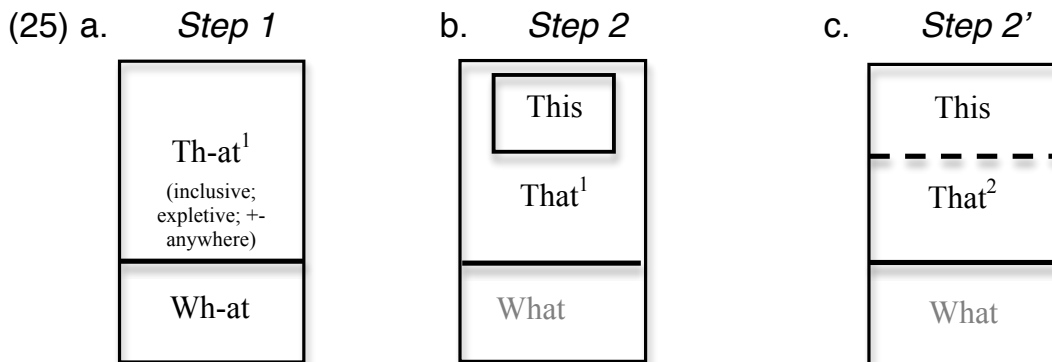 (25) a. Step 1 b. Step 2 c. Step 2’
This This
Th-at¹
(inclusive;
expletive; +-
anywhere)
That¹ That²
Wh-at What What